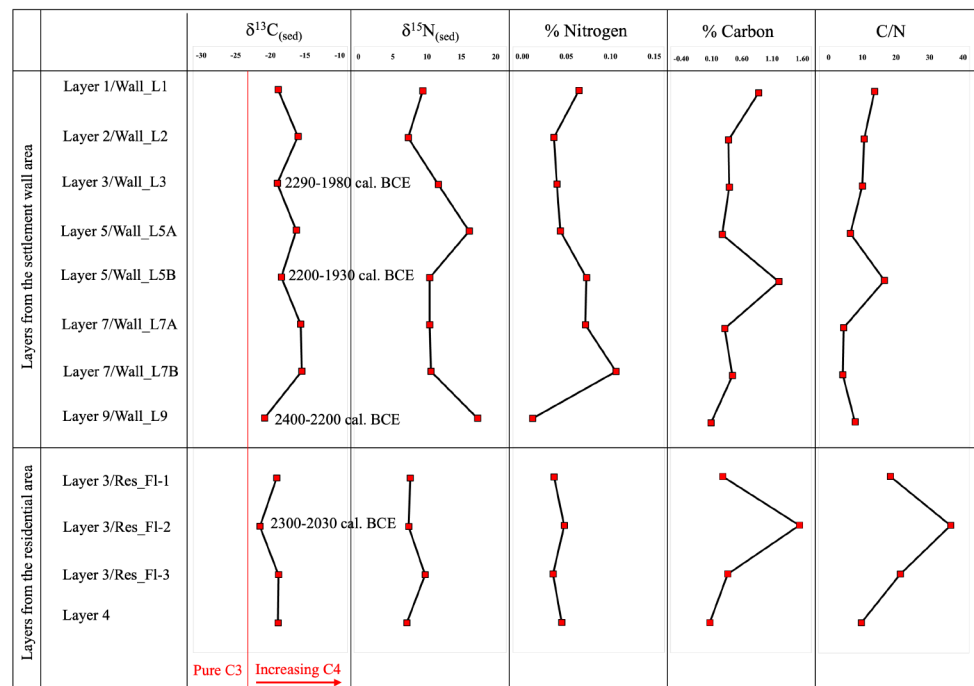 δ13C(sed) δ15N(sed) % Nitrogen % Carbon C/N
-30 -25 -20 -15 -10 0 5 10 15 20 0.00 0.05 0.10 0.15 -0.40 0.10 0.60 1.10 1.60 0 10 20 30 40
Layers from the settlement wall area
Layer 1/Wall_L1
Layer 2/Wall_L2
Layer 3/Wall_L3 2290-1980 cal. BCE
Layer 5/Wall_L5A
Layer 5/Wall_L5B 2200-1930 cal. BCE
Layer 7/Wall_L7A
Layer 7/Wall_L7B
Layer 9/Wall_L9 2400-2200 cal. BCE
Layers from the residential area
Layer 3/Res_Fl-1
Layer 3/Res_Fl-2 2300-2030 cal. BCE
Layer 3/Res_Fl-3
Layer 4
Pure C3 Increasing C4